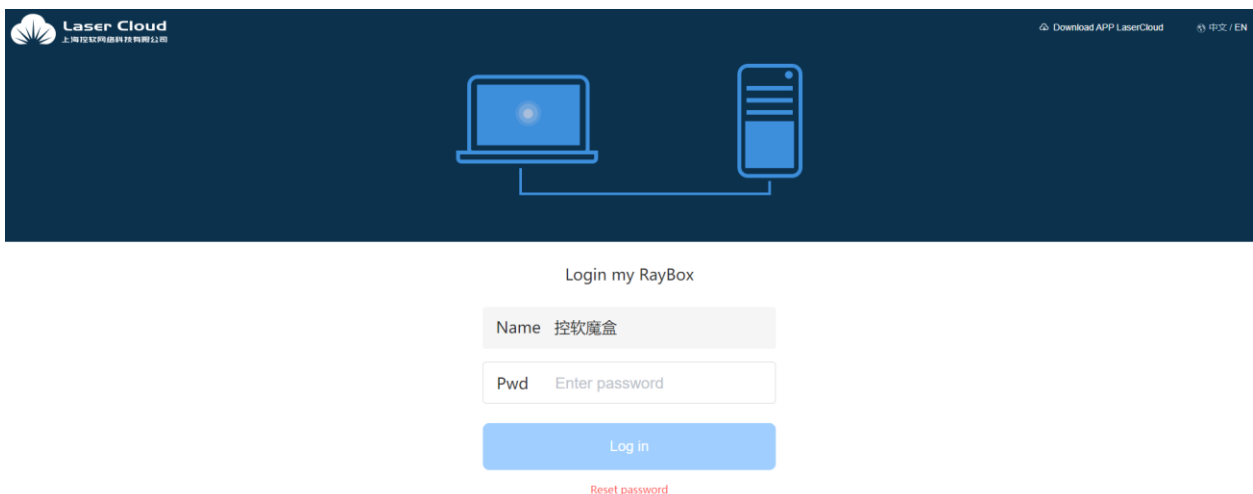 Laser Cloud
上海控软网络科技有限公司
Download APP LaserCloud
中文 / EN
Login my RayBox
Name 控软魔盒
Pwd Enter password
Log in
Reset password